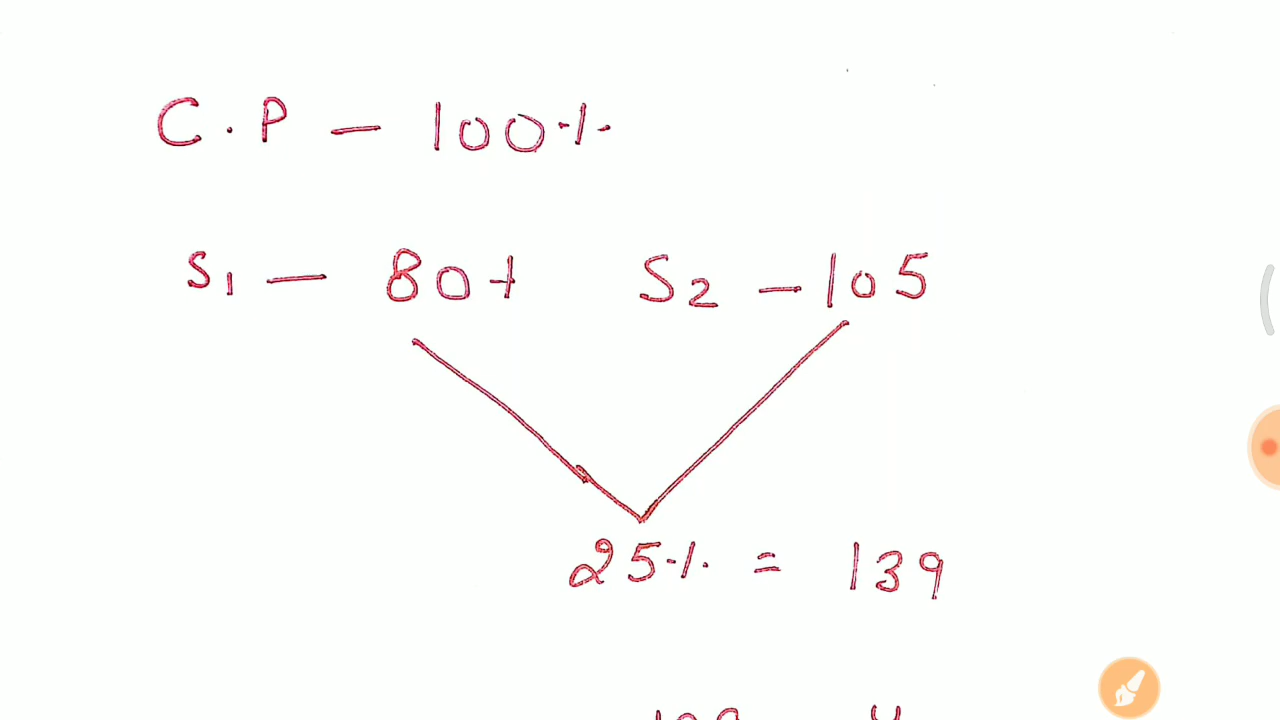 C.P — 100%
S1 — 80% S2 — 105
25% = 139